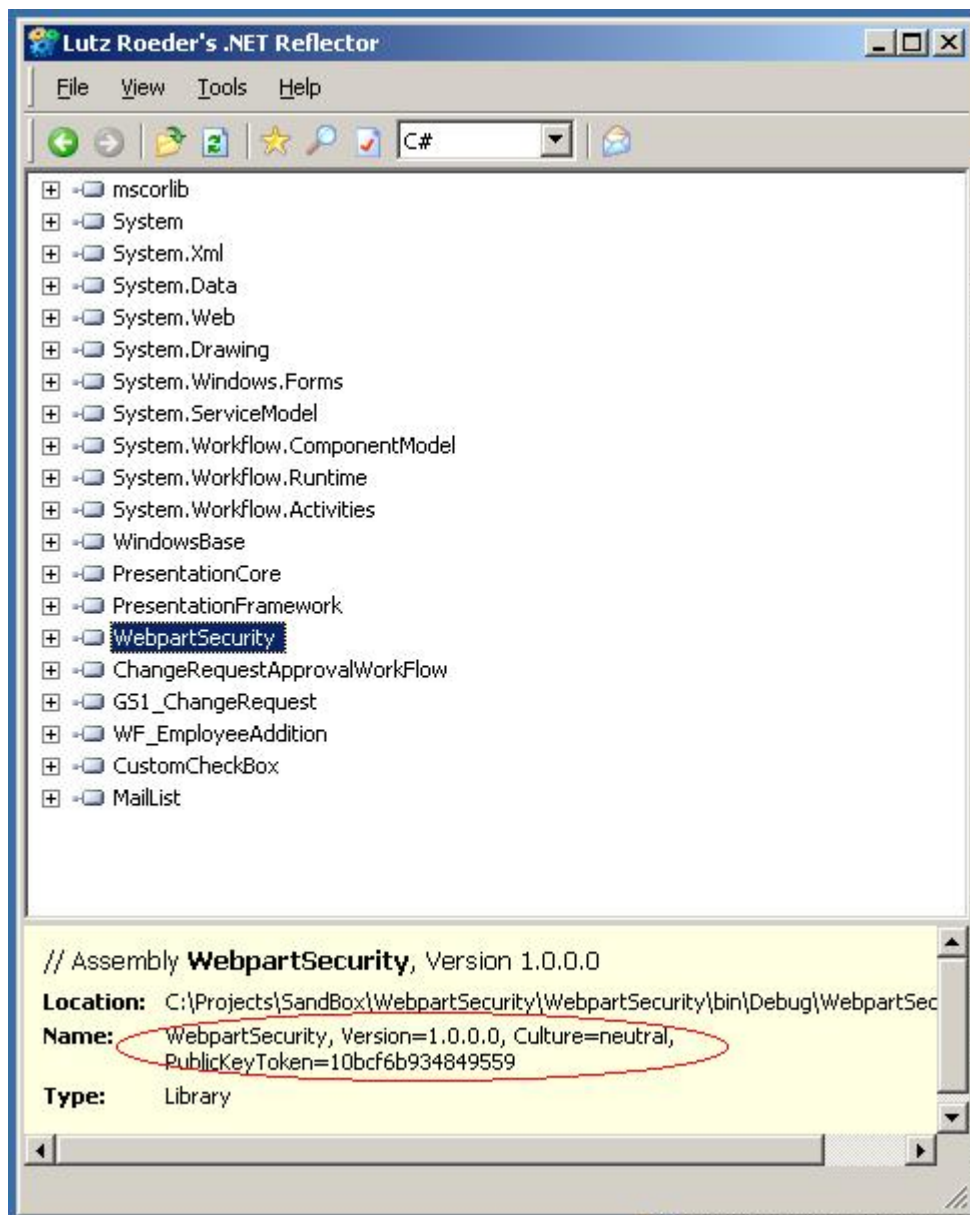 Lutz Roeder's .NET Reflector
File View Tools Help
C#
mscorlib
System
System.Xml
System.Data
System.Web
System.Drawing
System.Windows.Forms
System.ServiceModel
System.Workflow.ComponentModel
System.Workflow.Runtime
System.Workflow.Activities
WindowsBase
PresentationCore
PresentationFramework
WebpartSecurity
ChangeRequestApprovalWorkFlow
GS1_ChangeRequest
WF_EmployeeAddition
CustomCheckBox
MailList
// Assembly WebpartSecurity, Version 1.0.0.0
Location: C:\Projects\SandBox\WebpartSecurity\WebpartSecurity\bin\Debug\WebpartSec
Name: WebpartSecurity, Version=1.0.0.0, Culture=neutral,
PublicKeyToken=10bcf6b934849559
Type: Library